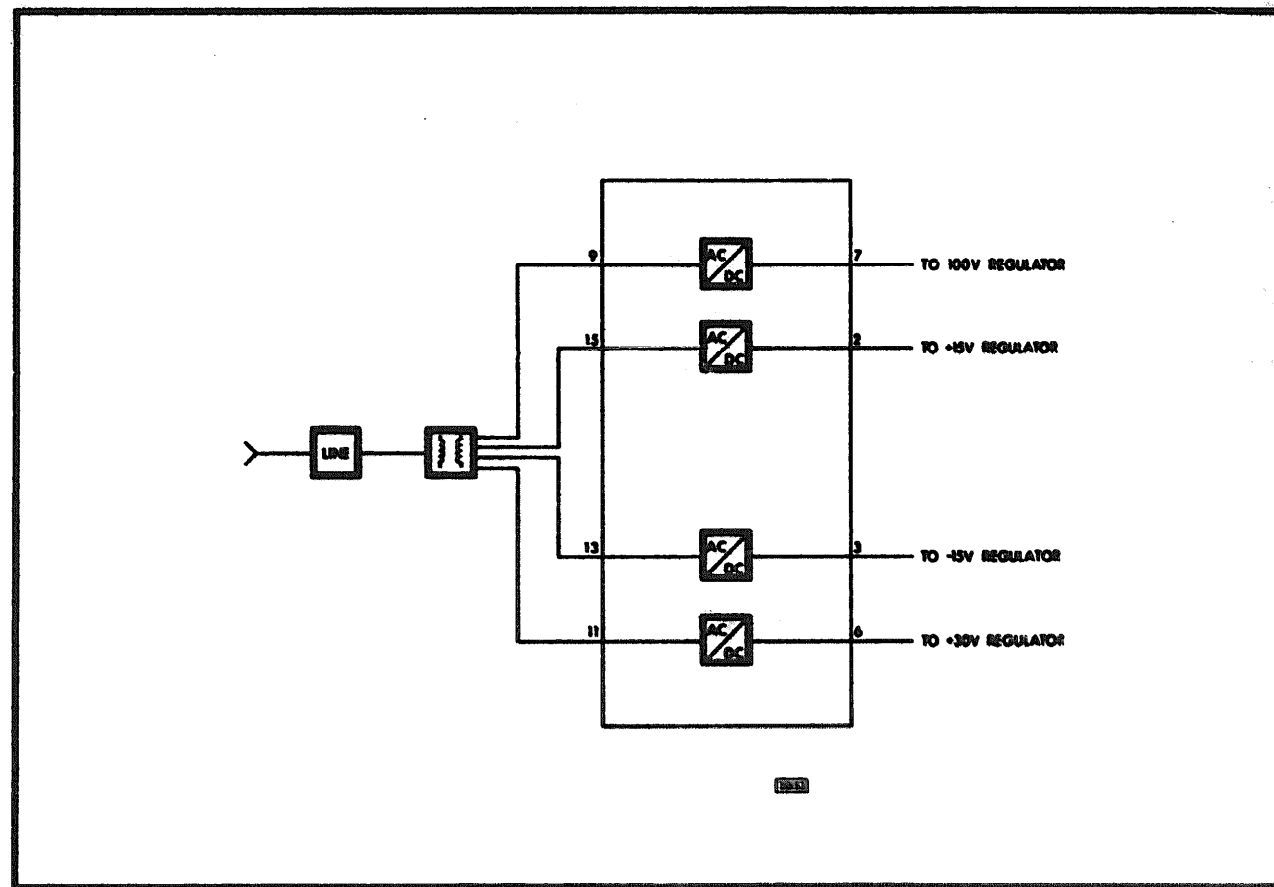 9
AC
DC
7
TO 100V REGULATOR
15
AC
DC
2
TO +15V REGULATOR
LINE
13
AC
DC
3
TO -15V REGULATOR
11
AC
DC
6
TO +30V REGULATOR